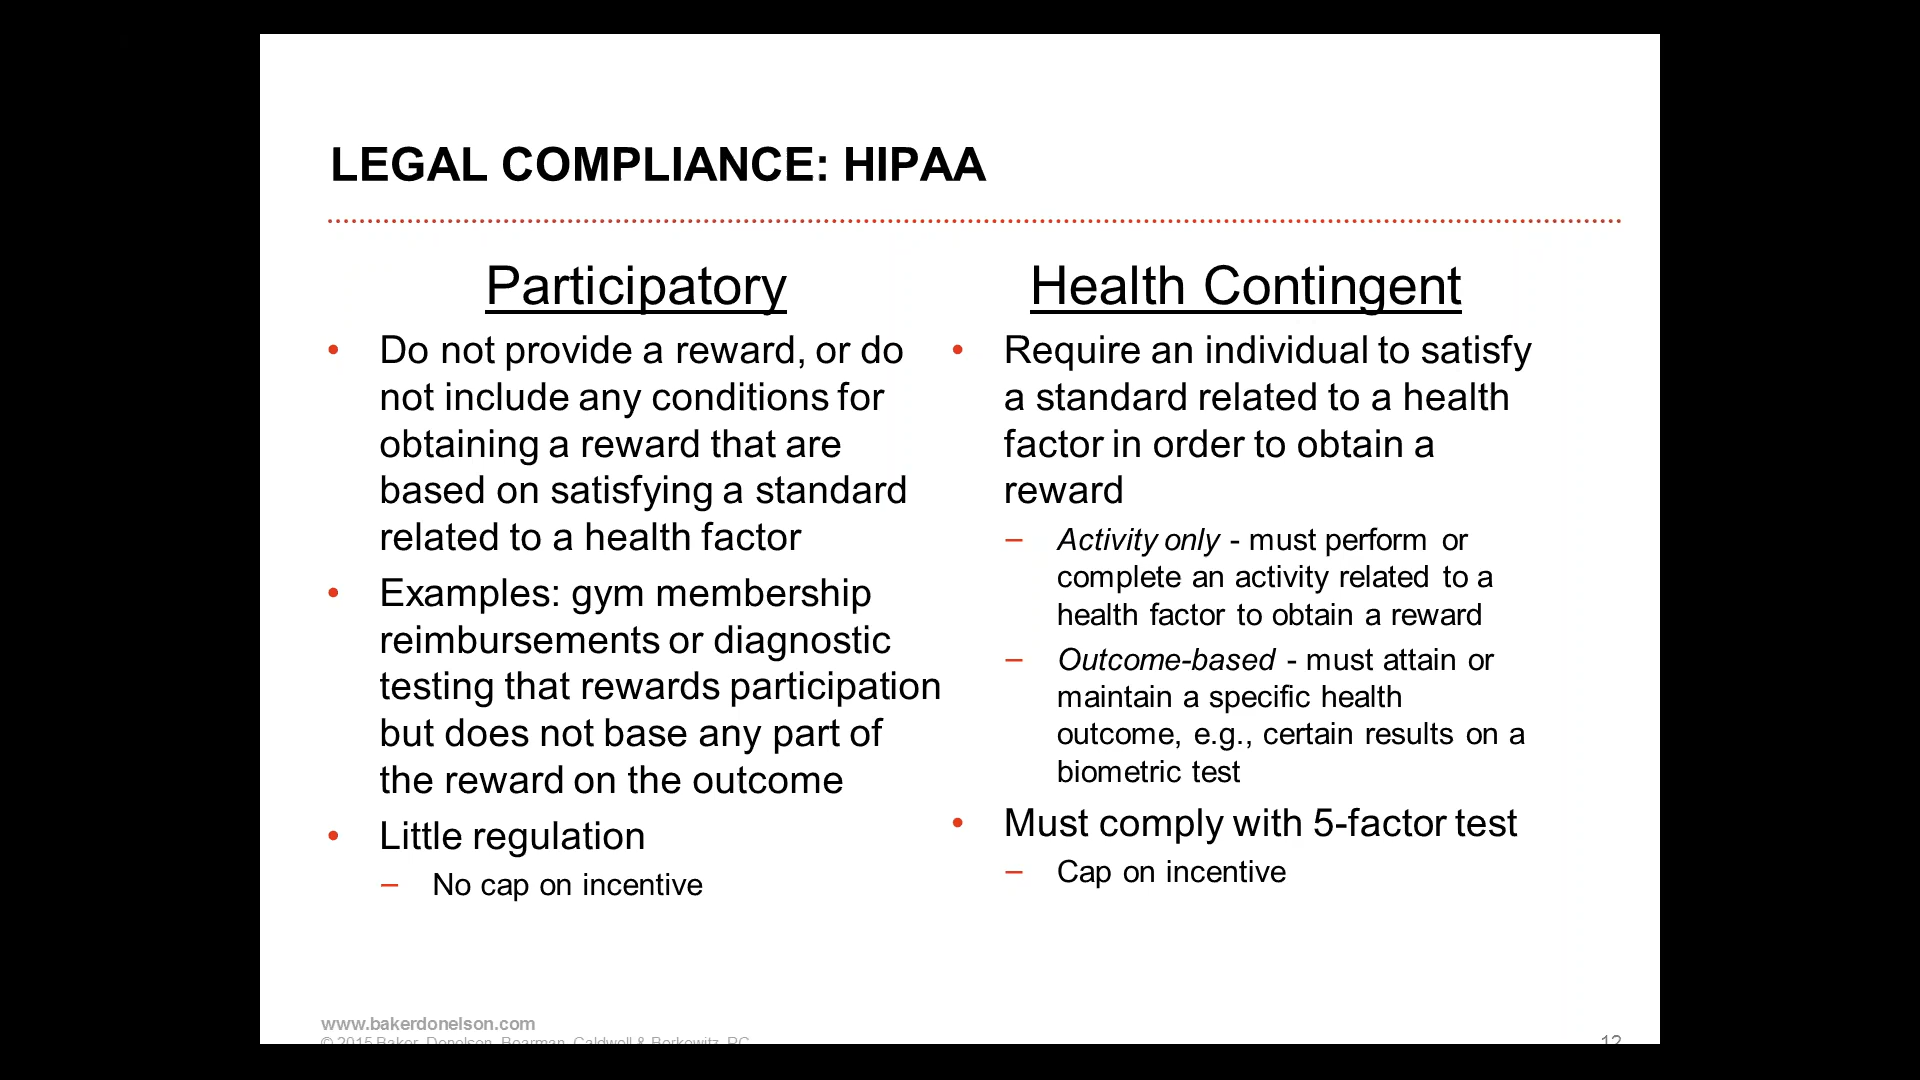 LEGAL COMPLIANCE: HIPAA
Participatory
• Do not provide a reward, or do
not include any conditions for
obtaining a reward that are
based on satisfying a standard
related to a health factor
• Examples: gym membership
reimbursements or diagnostic
testing that rewards participation
but does not base any part of
the reward on the outcome
• Little regulation
– No cap on incentive
Health Contingent
• Require an individual to satisfy
a standard related to a health
factor in order to obtain a
reward
– Activity only - must perform or
complete an activity related to a
health factor to obtain a reward
– Outcome-based - must attain or
maintain a specific health
outcome, e.g., certain results on a
biometric test
• Must comply with 5-factor test
– Cap on incentive
www.bakerdonelson.com
© 2015 Baker, Donelson, Bearman, Caldwell & Berkowitz, PC
12